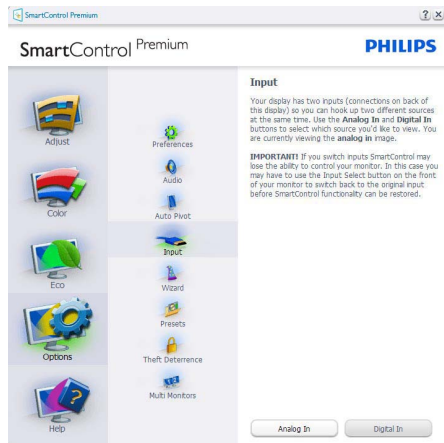 SmartControl Premium
SmartControl Premium
PHILIPS
Adjust
Color
Eco
Options
Help
Preferences
Audio
Auto Pivot
Input
Wizard
Presets
Theft Deterrence
Multi Monitors
Input
Your display has two inputs (connections on back of
this display) so you can hook up two different sources
at the same time. Use the Analog In and Digital In
buttons to select which source you'd like to view. You
are currently viewing the analog in image.
IMPORTANT! If you switch inputs SmartControl may
lose the ability to control your monitor. In this case you
may have to use the Input Select button on the front
of your monitor to switch back to the original input
before SmartControl functionality can be restored.
Analog In
Digital In